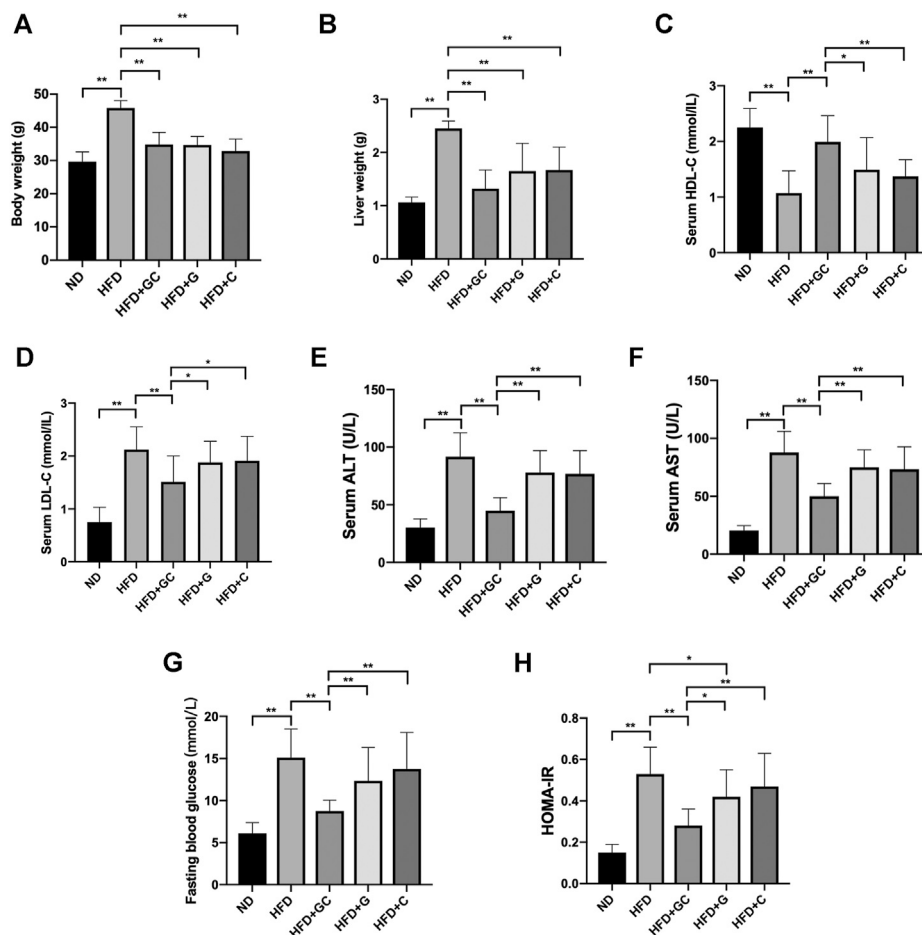 A
**
**
**
**
Body wreight (g)
50
40
30
20
10
0
ND
HFD
HFD+GC
HFD+G
HFD+C
B
**
**
**
**
Liver weight (g)
3
2
1
0
ND
HFD
HFD+GC
HFD+G
HFD+C
C
**
*
**
**
Serum HDL-C (mmol/lL)
3
2
1
0
ND
HFD
HFD+GC
HFD+G
HFD+C
D
*
*
**
**
Serum LDL-C (mmol/lL)
3
2
1
0
ND
HFD
HFD+GC
HFD+G
HFD+C
E
**
**
**
**
Serum ALT (U/L)
150
100
50
0
ND
HFD
HFD+GC
HFD+G
HFD+C
F
**
**
**
**
Serum AST (U/L)
150
100
50
0
ND
HFD
HFD+GC
HFD+G
HFD+C
G
**
**
**
**
Fasting blood glucose (mmol/L)
20
15
10
5
0
ND
HFD
HFD+GC
HFD+G
HFD+C
H
*
**
*
**
**
HOMA-IR
0.8
0.6
0.4
0.2
0.0
ND
HFD
HFD+GC
HFD+G
HFD+C